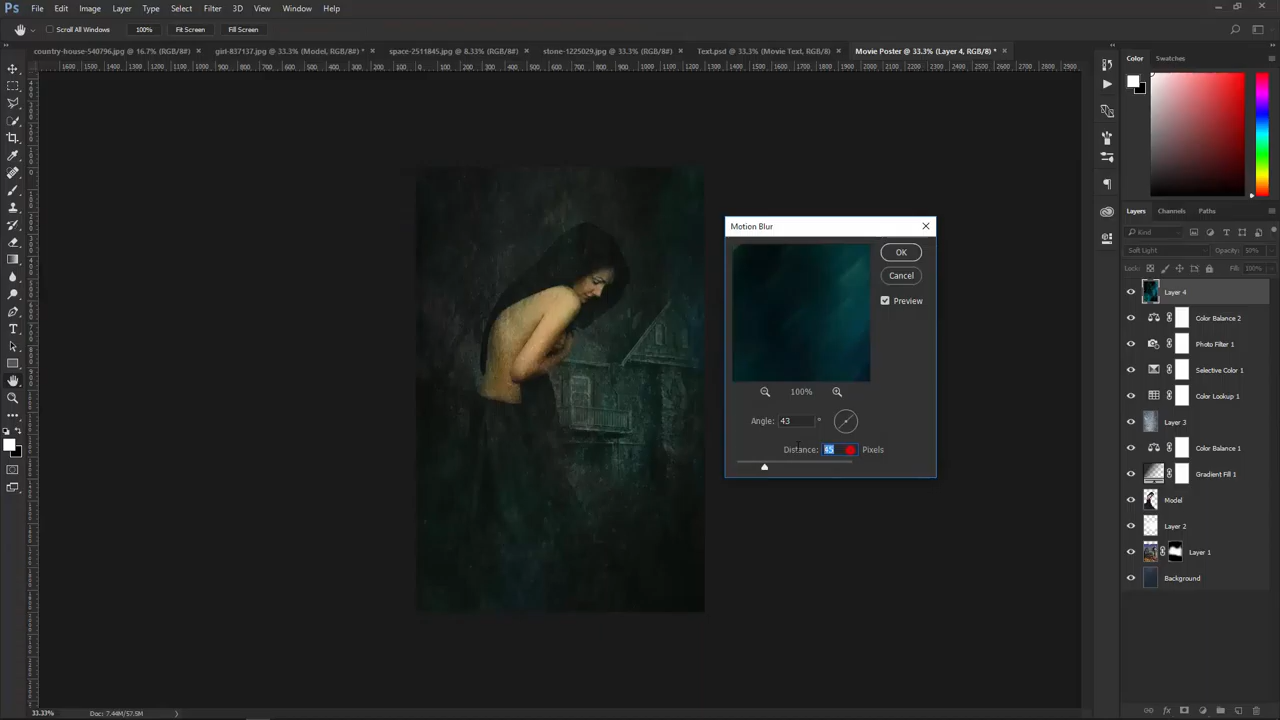 Ps File Edit Image Layer Type Select Filter 3D View Window Help
Scroll All Windows 100% Fit Screen Fill Screen
country-house-540796.jpg @ 16.7% (RGB/8#) × girl-837137.jpg @ 33.3% (Model, RGB/8#) * × space-2511845.jpg @ 8.33% (RGB/8#) × stone-1225029.jpg @ 33.3% (RGB/8#) × Text.psd @ 33.3% (Movie Text, RGB/8) × Movie Poster @ 33.3% (Layer 4, RGB/8) * ×
Color Swatches
Motion Blur
OK
Cancel
Preview
100%
Angle: 43 °
Distance: 45 Pixels
Layers Channels Paths
Kind
Soft Light Opacity: 50%
Lock: Fill: 100%
Layer 4
Color Balance 2
Photo Filter 1
Selective Color 1
Color Lookup 1
Layer 3
Color Balance 1
Gradient Fill 1
Model
Layer 2
Layer 1
Background
33.33% Doc: 7.44M/57.5M